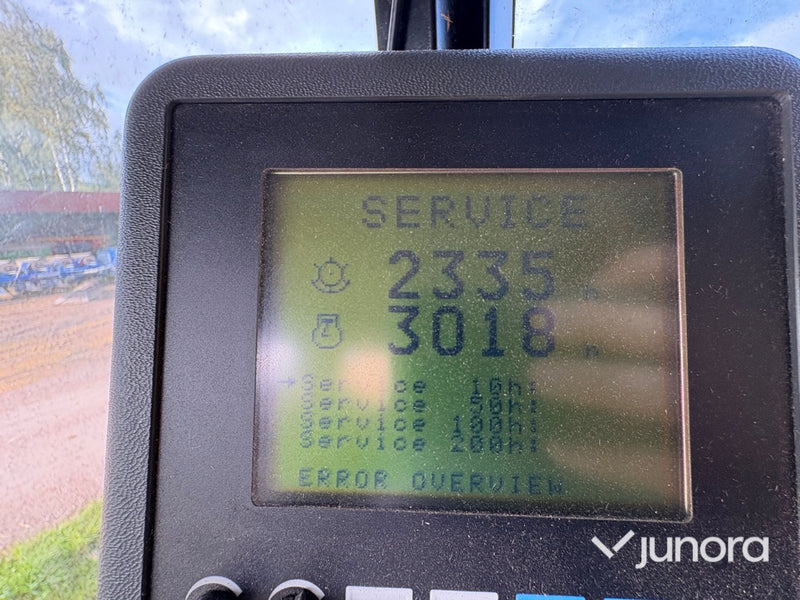 SERVICE
2335 h
3018 h
→Service 10h:
Service 50h:
Service 100h:
Service 200h:
ERROR OVERVIEW
junora